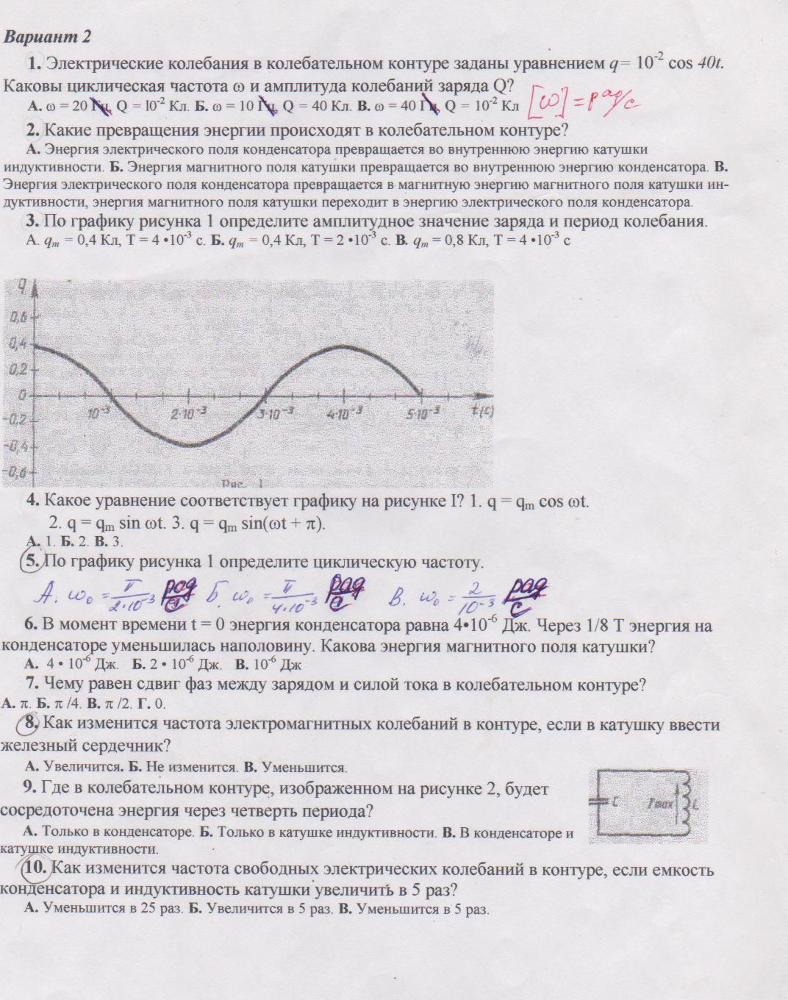 Вариант 2
1. Электрические колебания в колебательном контуре заданы уравнением q= 10⁻² cos 40t.
Каковы циклическая частота ω и амплитуда колебаний заряда Q?
А. ω = 20 Гц, Q = 10⁻² Кл. Б. ω = 10 Гц, Q = 40 Кл. В. ω = 40 Гц, Q = 10⁻² Кл [ω] = рад/с
2. Какие превращения энергии происходят в колебательном контуре?
А. Энергия электрического поля конденсатора превращается во внутреннюю энергию катушки
индуктивности. Б. Энергия магнитного поля катушки превращается во внутреннюю энергию конденсатора. В.
Энергия электрического поля конденсатора превращается в магнитную энергию магнитного поля катушки ин-
дуктивности, энергия магнитного поля катушки переходит в энергию электрического поля конденсатора.
3. По графику рисунка 1 определите амплитудное значение заряда и период колебания.
А. qₘ = 0,4 Кл, T = 4 •10⁻³ с. Б. qₘ = 0,4 Кл, T = 2 •10⁻³ с. В. qₘ = 0,8 Кл, T = 4 •10⁻³ с
q
0,6
0,4
0,2
0
10⁻³ 2·10⁻³ 3·10⁻³ 4·10⁻³ 5·10⁻³ t(с)
-0,2
-0,4
-0,6
Рис. 1
4. Какое уравнение соответствует графику на рисунке I? 1. q = qₘ cos ωt.
2. q = qₘ sin ωt. 3. q = qₘ sin(ωt + π).
А. 1. Б. 2. В. 3.
5. По графику рисунка 1 определите циклическую частоту.
А. ω₀ = π/2·10⁻³ рад/с Б. ω₀ = π/4·10⁻³ рад/с В. ω₀ = 2/10⁻³ рад/с
6. В момент времени t = 0 энергия конденсатора равна 4•10⁻⁶ Дж. Через 1/8 T энергия на
конденсаторе уменьшилась наполовину. Какова энергия магнитного поля катушки?
А. 4 • 10⁻⁶ Дж. Б. 2 • 10⁻⁶ Дж. В. 10⁻⁶ Дж
7. Чему равен сдвиг фаз между зарядом и силой тока в колебательном контуре?
А. π. Б. π /4. В. π /2. Г. 0.
8. Как изменится частота электромагнитных колебаний в контуре, если в катушку ввести
железный сердечник?
А. Увеличится. Б. Не изменится. В. Уменьшится.
9. Где в колебательном контуре, изображенном на рисунке 2, будет
сосредоточена энергия через четверть периода?
C Imax L
А. Только в конденсаторе. Б. Только в катушке индуктивности. В. В конденсаторе и
катушке индуктивности.
10. Как изменится частота свободных электрических колебаний в контуре, если емкость
конденсатора и индуктивность катушки увеличить в 5 раз?
А. Уменьшится в 25 раз. Б. Увеличится в 5 раз. В. Уменьшится в 5 раз.